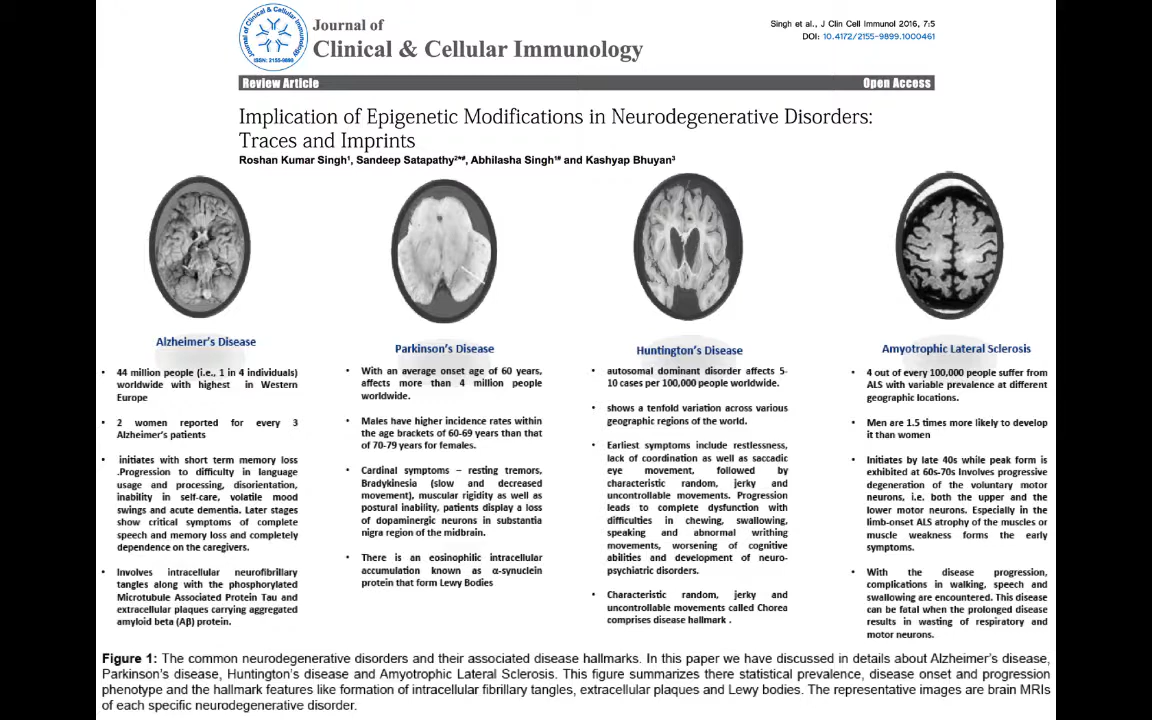 Journal of Clinical & Cellular Immunology
ISSN: 2155-9899
Journal of
Clinical & Cellular Immunology
Singh et al., J Clin Cell Immunol 2016, 7:5
DOI: 10.4172/2155-9899.1000461
Review Article
Open Access
Implication of Epigenetic Modifications in Neurodegenerative Disorders:
Traces and Imprints
Roshan Kumar Singh¹, Sandeep Satapathy²*#, Abhilasha Singh¹# and Kashyap Bhuyan³
Alzheimer's Disease
• 44 million people (i.e., 1 in 4 individuals)
worldwide with highest in Western
Europe
• 2 women reported for every 3
Alzheimer's patients
• initiates with short term memory loss
.Progression to difficulty in language
usage and processing, disorientation,
inability in self-care, volatile mood
swings and acute dementia. Later stages
show critical symptoms of complete
speech and memory loss and completely
dependence on the caregivers.
• Involves intracellular neurofibrillary
tangles along with the phosphorylated
Microtubule Associated Protein Tau and
extracellular plaques carrying aggregated
amyloid beta (Aβ) protein.
Parkinson's Disease
• With an average onset age of 60 years,
affects more than 4 million people
worldwide.
• Males have higher incidence rates within
the age brackets of 60-69 years than that
of 70-79 years for females.
• Cardinal symptoms – resting tremors,
Bradykinesia (slow and decreased
movement), muscular rigidity as well as
postural inability, patients display a loss
of dopaminergic neurons in substantia
nigra region of the midbrain.
• There is an eosinophilic intracellular
accumulation known as α-synuclein
protein that form Lewy Bodies
Huntington's Disease
• autosomal dominant disorder affects 5-
10 cases per 100,000 people worldwide.
• shows a tenfold variation across various
geographic regions of the world.
• Earliest symptoms include restlessness,
lack of coordination as well as saccadic
eye movement, followed by
characteristic random, jerky and
uncontrollable movements. Progression
leads to complete dysfunction with
difficulties in chewing, swallowing,
speaking and abnormal writhing
movements, worsening of cognitive
abilities and development of neuro-
psychiatric disorders.
• Characteristic random, jerky and
uncontrollable movements called Chorea
comprises disease hallmark .
Amyotrophic Lateral Sclerosis
• 4 out of every 100,000 people suffer from
ALS with variable prevalence at different
geographic locations.
• Men are 1.5 times more likely to develop
it than women
• Initiates by late 40s while peak form is
exhibited at 60s-70s Involves progressive
degeneration of the voluntary motor
neurons, i.e. both the upper and the
lower motor neurons. Especially in the
limb-onset ALS atrophy of the muscles or
muscle weakness forms the early
symptoms.
• With the disease progression,
complications in walking, speech and
swallowing are encountered. This disease
can be fatal when the prolonged disease
results in wasting of respiratory and
motor neurons.
Figure 1: The common neurodegenerative disorders and their associated disease hallmarks. In this paper we have discussed in details about Alzheimer's disease,
Parkinson's disease, Huntington's disease and Amyotrophic Lateral Sclerosis. This figure summarizes there statistical prevalence, disease onset and progression
phenotype and the hallmark features like formation of intracellular fibrillary tangles, extracellular plaques and Lewy bodies. The representative images are brain MRIs
of each specific neurodegenerative disorder.